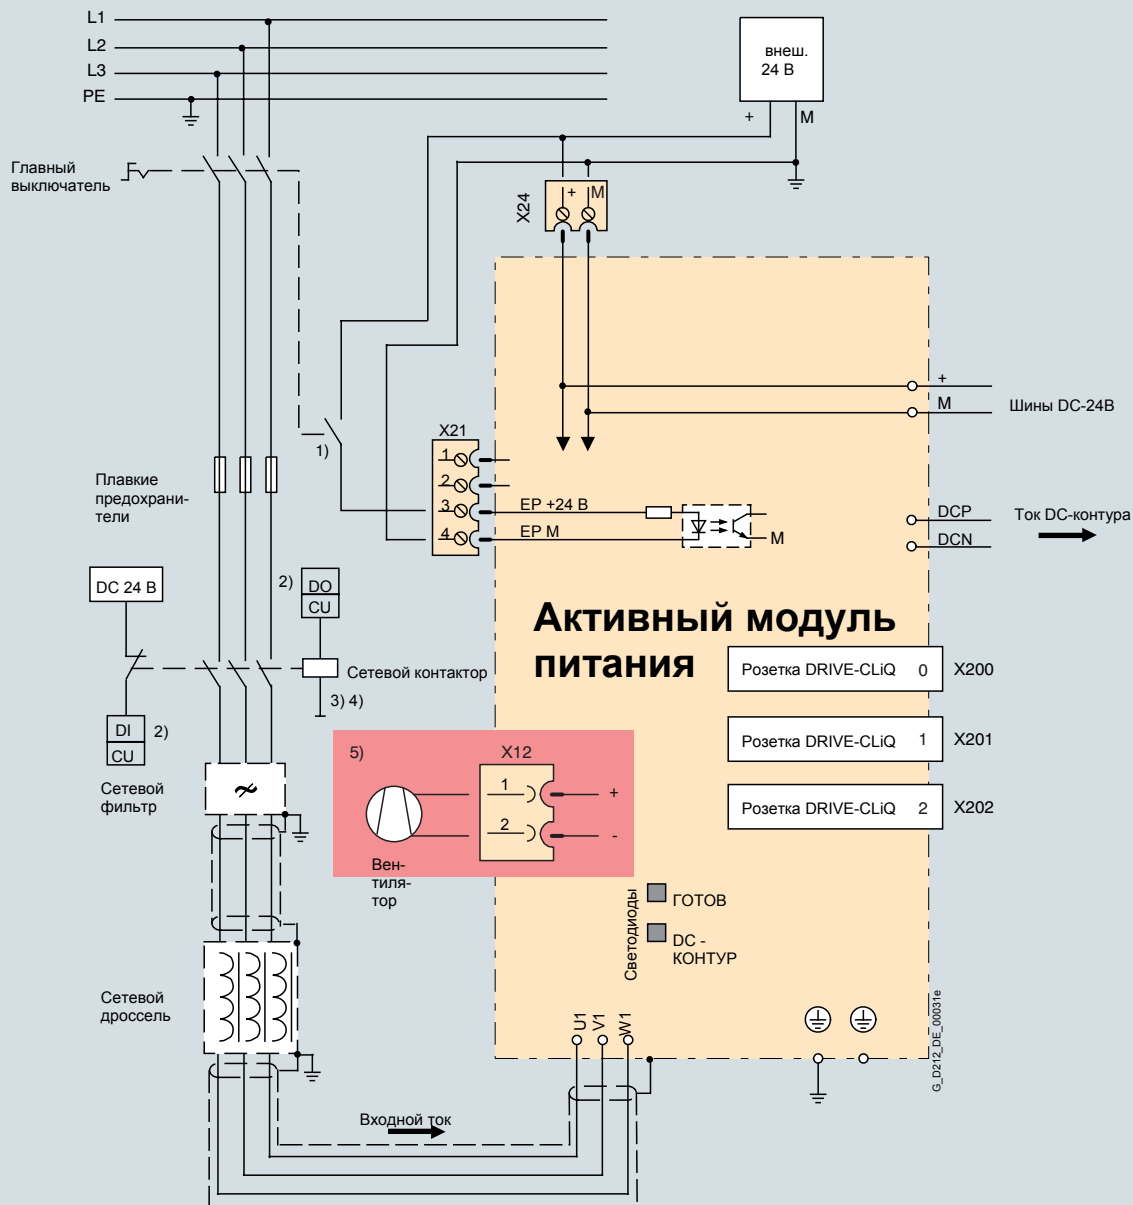 L1
L2
L3
PE
внеш.
24 В
+
M
Главный
выключатель
X24
+
M
1)
X21
1
2
3
4
EP +24 В
EP M
M
+
M
Шины DC-24В
DCP
DCN
Ток DC-контура
Плавкие
предохрани-
тели
DC 24 В
2)
DO
CU
Сетевой контактор
3) 4)
DI
CU
2)
Активный модуль
питания
Розетка DRIVE-CLiQ
0
X200
Розетка DRIVE-CLiQ
1
X201
Розетка DRIVE-CLiQ
2
X202
5)
X12
1
2
+
-
Вен-
тиля-
тор
Сетевой
фильтр
Светодиоды
ГОТОВ
DC -
КОНТУР
Сетевой
дроссель
U1
V1
W1
G_D212_DE_00031e
Входной ток